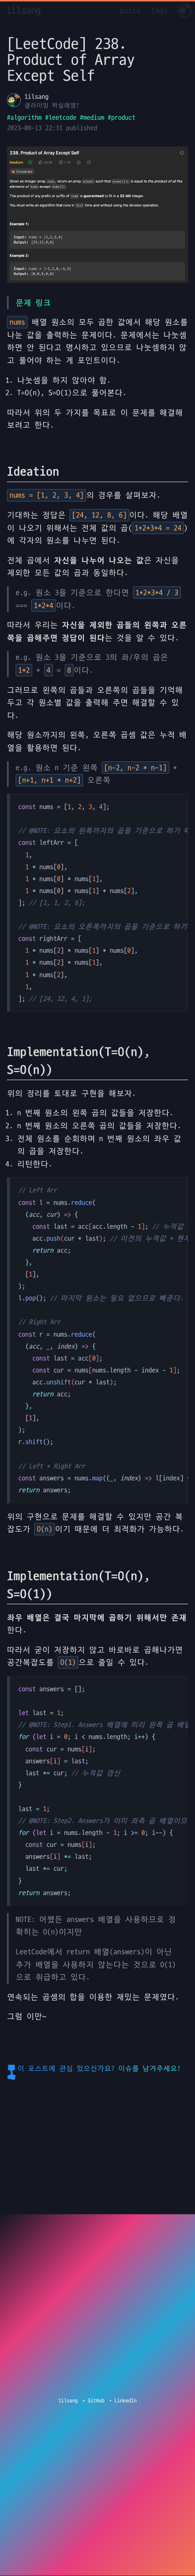 1ilsang
posts
tags
[LeetCode] 238.
Product of Array
Except Self
1ilsang
클라이밍 하실래염?
#algorithm #leetcode #medium #product
2023-08-13 22:31 published
238. Product of Array Except Self
Medium
Companies
Given an integer array nums, return an array answer such that answer[i] is equal to the product of all the
elements of nums except nums[i].
The product of any prefix or suffix of nums is guaranteed to fit in a 32-bit integer.
You must write an algorithm that runs in O(n) time and without using the division operation.
Example 1:
Input: nums = [1,2,3,4]
Output: [24,12,8,6]
Example 2:
Input: nums = [-1,1,0,-3,3]
Output: [0,0,9,0,0]
문제 링크
nums 배열 원소의 모두 곱한 값에서 해당 원소를
나눈 값을 출력하는 문제이다. 문제에서는 나눗셈
하면 안 된다고 명시하고 있으므로 나눗셈하지 않
고 풀어야 하는 게 포인트이다.
1. 나눗셈을 하지 않아야 함.
2. T=O(n), S=O(1)으로 풀어본다.
따라서 위의 두 가지를 목표로 이 문제를 해결해
보려고 한다.
Ideation
nums = [1, 2, 3, 4]의 경우를 살펴보자.
기대하는 정답은 [24, 12, 8, 6]이다. 해당 배열
이 나오기 위해서는 전체 값의 곱(1*2*3*4 = 24)
에 각자의 원소를 나누면 된다.
전체 곱에서 자신을 나누어 나오는 값은 자신을
제외한 모든 값의 곱과 동일하다.
e.g. 원소 3을 기준으로 한다면 1*2*3*4 / 3
=== 1*2*4이다.
따라서 우리는 자신을 제외한 곱들의 왼쪽과 오른
쪽을 곱해주면 정답이 된다는 것을 알 수 있다.
e.g. 원소 3을 기준으로 3의 좌/우의 곱은
1*2 * 4 = 8이다.
그러므로 왼쪽의 곱들과 오른쪽의 곱들을 기억해
두고 각 원소별 값을 출력해 주면 해결할 수 있
다.
해당 원소까지의 왼쪽, 오른쪽 곱셈 값은 누적 배
열을 활용하면 된다.
e.g. 원소 n 기준 왼쪽 [n-2, n-2 * n-1] *
[n+1, n+1 * n+2] 오른쪽
const nums = [1, 2, 3, 4];
// @NOTE: 요소의 왼쪽까지의 곱을 기준으로 하기 때
const leftArr = [
1,
1 * nums[0],
1 * nums[0] * nums[1],
1 * nums[0] * nums[1] * nums[2],
]; // [1, 1, 2, 6];
// @NOTE: 요소의 오른쪽까지의 곱을 기준으로 하기
const rightArr = [
1 * nums[2] * nums[1] * nums[0],
1 * nums[2] * nums[1],
1 * nums[2],
1,
]; // [24, 12, 4, 1];
Implementation(T=O(n),
S=O(n))
위의 정리를 토대로 구현을 해보자.
1. n 번째 원소의 왼쪽 곱의 값들을 저장한다.
2. n 번째 원소의 오른쪽 곱의 값들을 저장한다.
3. 전체 원소를 순회하며 n 번째 원소의 좌우 값
의 곱을 저장한다.
4. 리턴한다.
// Left Arr
const l = nums.reduce(
(acc, cur) => {
const last = acc[acc.length - 1]; // 누적값
acc.push(cur * last); // 이전의 누적값 * 현재
return acc;
},
[1],
);
l.pop(); // 마지막 원소는 필요 없으므로 빼준다.
// Right Arr
const r = nums.reduce(
(acc, _, index) => {
const last = acc[0];
const cur = nums[nums.length - index - 1];
acc.unshift(cur * last);
return acc;
},
[1],
);
r.shift();
// Left * Right Arr
const answers = nums.map((_, index) => l[index] *
return answers;
위의 구현으로 문제를 해결할 수 있지만 공간 복
잡도가 O(n)이기 때문에 더 최적화가 가능하다.
Implementation(T=O(n),
S=O(1))
좌우 배열은 결국 마지막에 곱하기 위해서만 존재
한다.
따라서 굳이 저장하지 않고 바로바로 곱해나가면
공간복잡도를 O(1)으로 줄일 수 있다.
const answers = [];
let last = 1;
// @NOTE: Step1. Answers 배열에 미리 왼쪽 곱 배열
for (let i = 0; i < nums.length; i++) {
const cur = nums[i];
answers[i] = last;
last *= cur; // 누적값 갱신
}
last = 1;
// @NOTE: Step2. Answers가 이미 좌측 곱 배열이므로
for (let i = nums.length - 1; i >= 0; i--) {
const cur = nums[i];
answers[i] *= last;
last *= cur;
}
return answers;
NOTE: 어쨌든 answers 배열을 사용하므로 정
확히는 O(n)이지만
LeetCode에서 return 배열(answers)이 아닌
추가 배열을 사용하지 않는다는 것으로 O(1)
으로 취급하고 있다.
연속되는 곱셈의 합을 이용한 재밌는 문제였다.
그럼 이만~
이 포스트에 관심 있으신가요? 이슈를 남겨주세요!
1ilsang
GitHub
LinkedIn